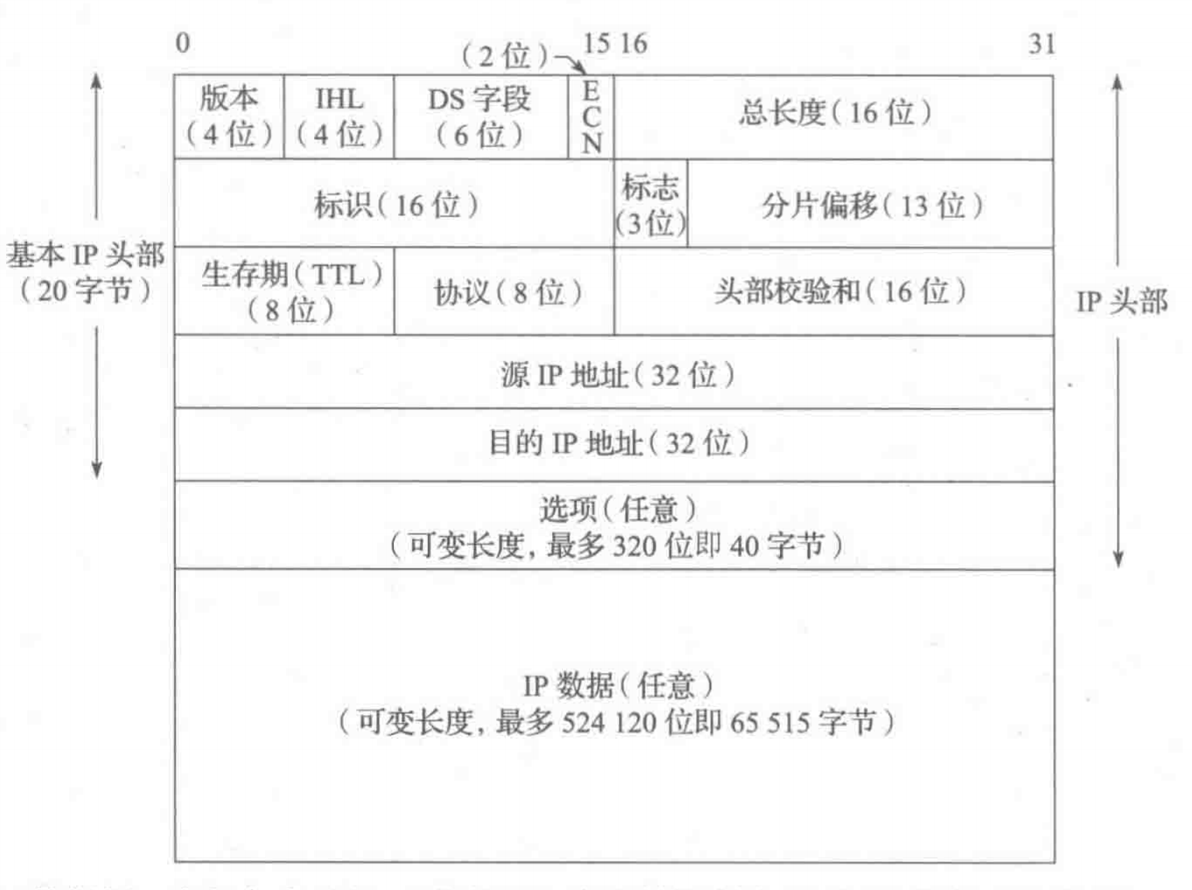 0
(2位)
15 16
31
版本
(4位)
IHL
(4位)
DS 字段
(6位)
E
C
N
总长度(16 位)
标识(16 位)
标志
(3位)
分片偏移(13 位)
基本 IP 头部
(20 字节)
生存期(TTL)
(8位)
协议(8 位)
头部校验和(16 位)
IP 头部
源 IP 地址(32 位)
目的 IP 地址(32 位)
选项(任意)
(可变长度, 最多 320 位即 40 字节)
IP 数据(任意)
(可变长度, 最多 524 120 位即 65 515 字节)